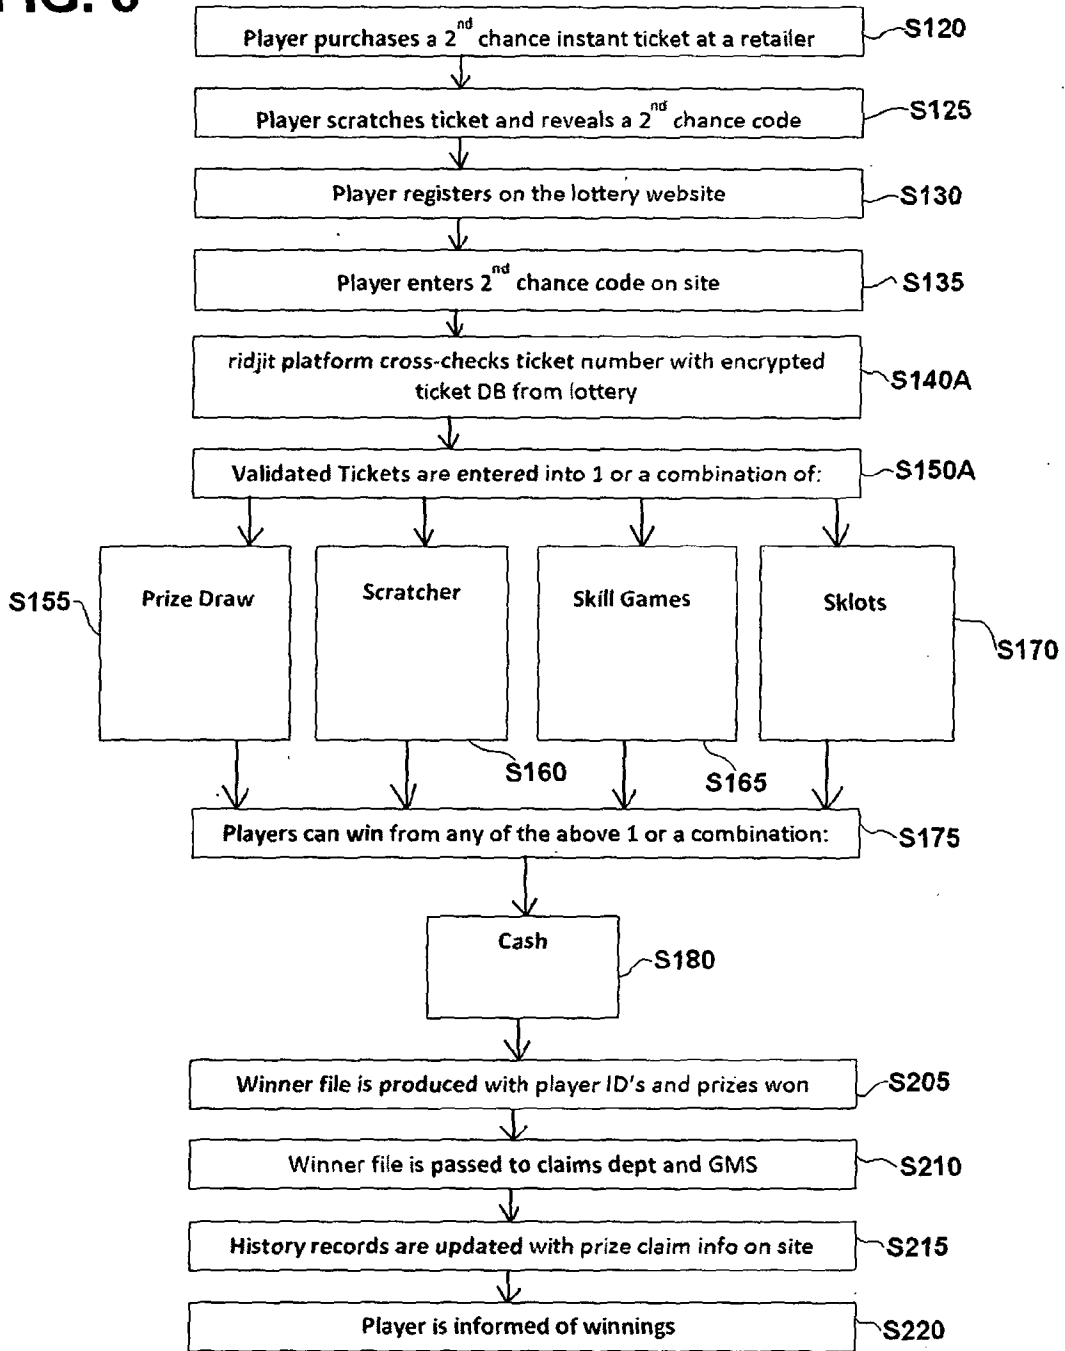 Player purchases a 2nd chance instant ticket at a retailer
S120
Player scratches ticket and reveals a 2nd chance code
S125
Player registers on the lottery website
S130
Player enters 2nd chance code on site
S135
ridjit platform cross-checks ticket number with encrypted
ticket DB from lottery
S140A
Validated Tickets are entered into 1 or a combination of:
S150A
S155
Prize Draw
Scratcher
Skill Games
Sklots
S170
S160
S165
Players can win from any of the above 1 or a combination:
S175
Cash
S180
Winner file is produced with player ID's and prizes won
S205
Winner file is passed to claims dept and GMS
S210
History records are updated with prize claim info on site
S215
Player is informed of winnings
S220